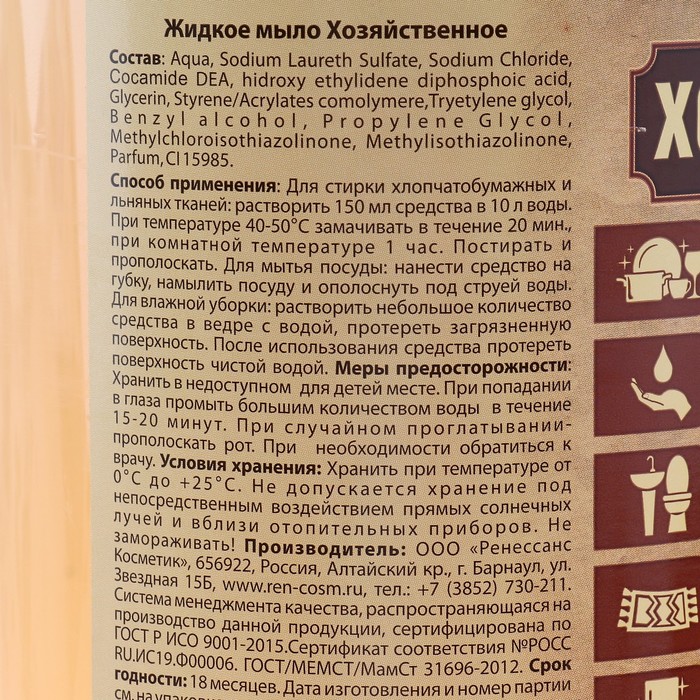 Жидкое мыло Хозяйственное
Состав: Aqua, Sodium Laureth Sulfate, Sodium Chloride,
Cocamide DEA, hidroxy ethylidene diphosphoic acid,
Glycerin, Styrene/Acrylates comolymere,Tryetylene glycol,
Benzyl alcohol, Propylene Glycol,
Methylchloroisothiazolinone, Methylisothiazolinone,
Parfum, CI 15985.
Способ применения: Для стирки хлопчатобумажных и
льняных тканей: растворить 150 мл средства в 10 л воды.
При температуре 40-50°С замачивать в течение 20 мин.,
при комнатной температуре 1 час. Постирать и
прополоскать. Для мытья посуды: нанести средство на
губку, намылить посуду и ополоснуть под струей воды.
Для влажной уборки: растворить небольшое количество
средства в ведре с водой, протереть загрязненную
поверхность. После использования средства протереть
поверхность чистой водой. Меры предосторожности:
Хранить в недоступном для детей месте. При попадании
в глаза промыть большим количеством воды в течение
15-20 минут. При случайном проглатывании-
прополоскать рот. При необходимости обратиться к
врачу. Условия хранения: Хранить при температуре от
0°С до +25°С. Не допускается хранение под
непосредственным воздействием прямых солнечных
лучей и вблизи отопительных приборов. Не
замораживать! Производитель: ООО «Ренессанс
Косметик», 656922, Россия, Алтайский кр., г. Барнаул, ул.
Звездная 15Б, www.ren-cosm.ru, тел.: +7 (3852) 730-211.
Система менеджмента качества, распространяющаяся на
производство данной продукции, сертифицирована по
ГОСТ Р ИСО 9001-2015.Сертификат соответствия №РОСС
RU.ИС19.Ф00006. ГОСТ/МЕМСТ/МамСт 31696-2012. Срок
годности: 18 месяцев. Дата изготовления и номер партии
см. на
Х